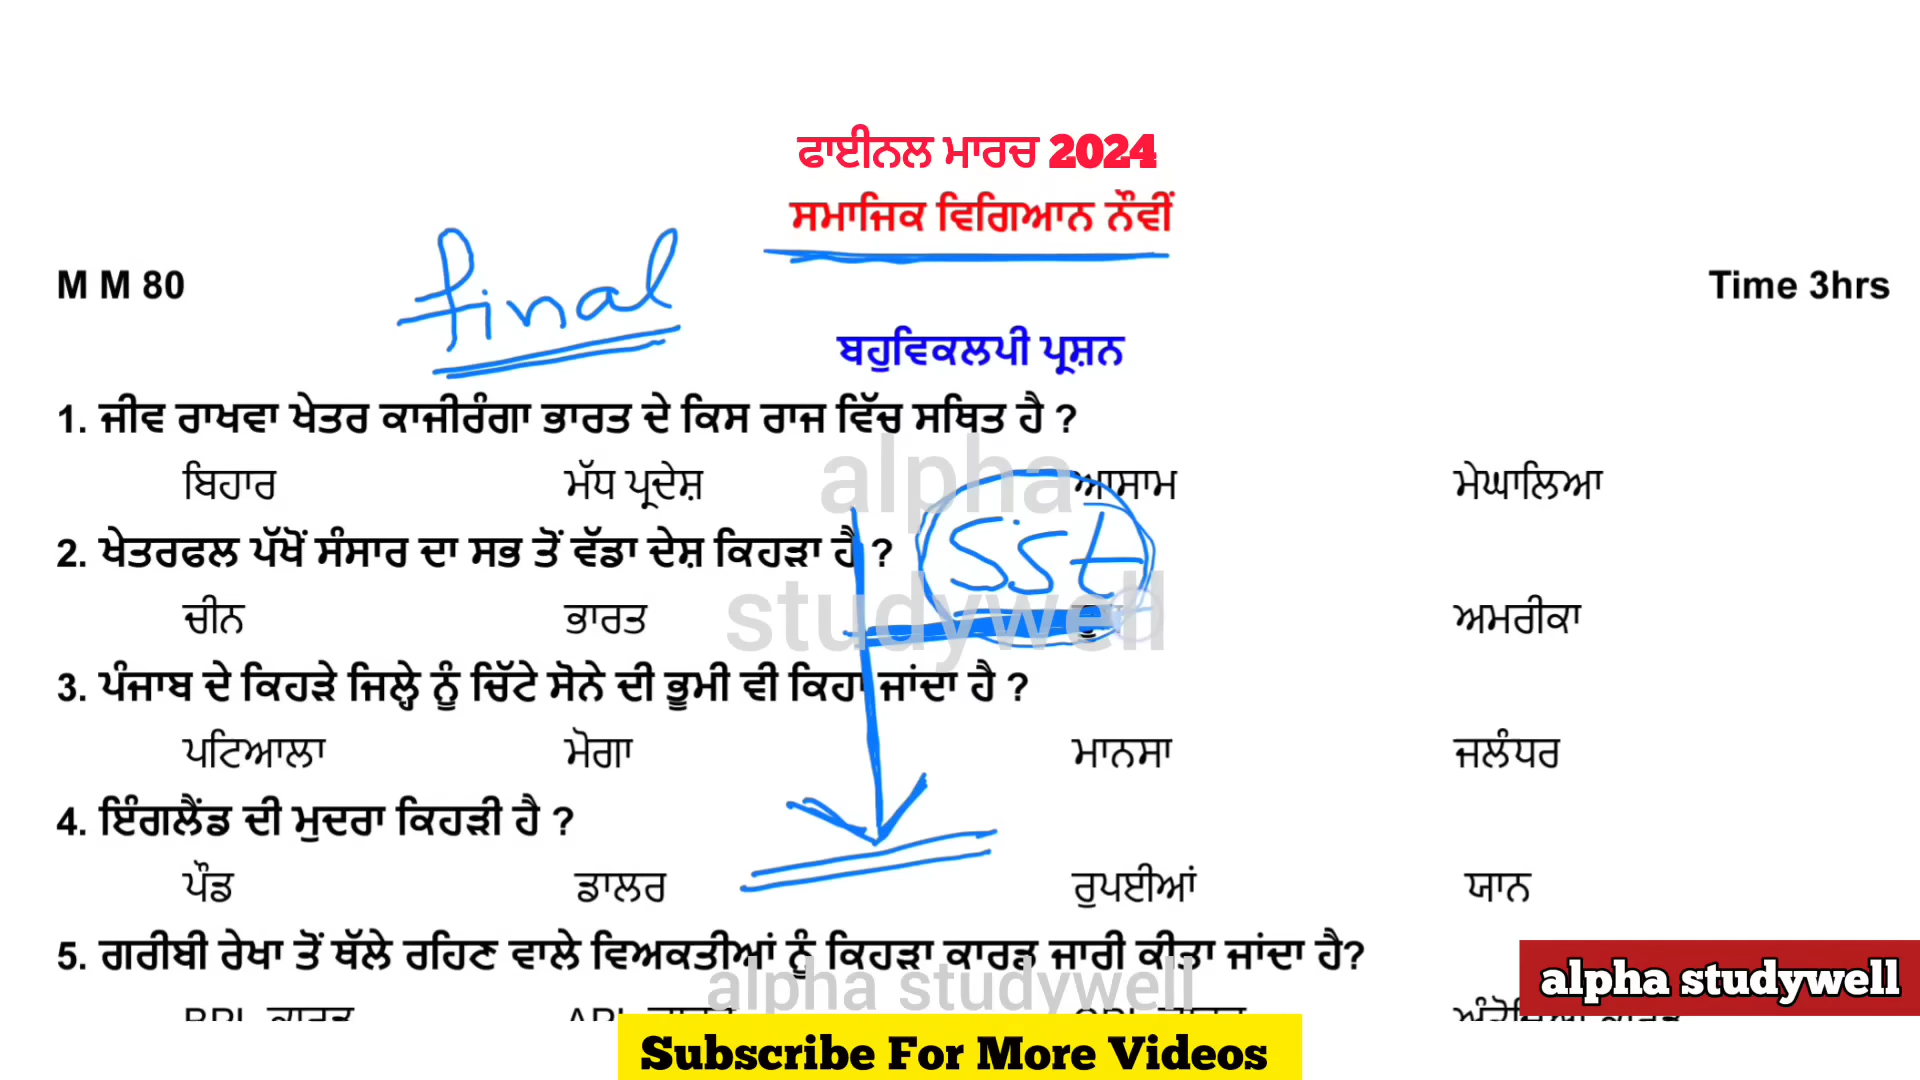 ਫਾਈਨਲ ਮਾਰਚ 2024
ਸਮਾਜਿਕ ਵਿਗਿਆਨ ਨੌਵੀਂ
final
M M 80 Time 3hrs
ਬਹੁਵਿਕਲਪੀ ਪ੍ਰਸ਼ਨ
1. ਜੀਵ ਰਾਖਵਾ ਖੇਤਰ ਕਾਜੀਰੰਗਾ ਭਾਰਤ ਦੇ ਕਿਸ ਰਾਜ ਵਿੱਚ ਸਥਿਤ ਹੈ ?
alpha
ਬਿਹਾਰ ਮੱਧ ਪ੍ਰਦੇਸ਼ ਆਸਾਮ ਮੇਘਾਲਿਆ
2. ਖੇਤਰਫਲ ਪੱਖੋਂ ਸੰਸਾਰ ਦਾ ਸਭ ਤੋਂ ਵੱਡਾ ਦੇਸ਼ ਕਿਹੜਾ ਹੈ ?
SSt
studywell
ਚੀਨ ਭਾਰਤ ਅਮਰੀਕਾ
3. ਪੰਜਾਬ ਦੇ ਕਿਹੜੇ ਜਿਲ੍ਹੇ ਨੂੰ ਚਿੱਟੇ ਸੋਨੇ ਦੀ ਭੂਮੀ ਵੀ ਕਿਹਾ ਜਾਂਦਾ ਹੈ ?
ਪਟਿਆਲਾ ਮੋਗਾ ਮਾਨਸਾ ਜਲੰਧਰ
4. ਇੰਗਲੈਂਡ ਦੀ ਮੁਦਰਾ ਕਿਹੜੀ ਹੈ ?
ਪੌਂਡ ਡਾਲਰ ਰੁਪਈਆਂ ਯਾਨ
5. ਗਰੀਬੀ ਰੇਖਾ ਤੋਂ ਥੱਲੇ ਰਹਿਣ ਵਾਲੇ ਵਿਅਕਤੀਆਂ ਨੂੰ ਕਿਹੜਾ ਕਾਰਡ ਜਾਰੀ ਕੀਤਾ ਜਾਂਦਾ ਹੈ?
alpha studywell
alpha studywell
BPL ਕਾਰਡ
Subscribe For More Videos